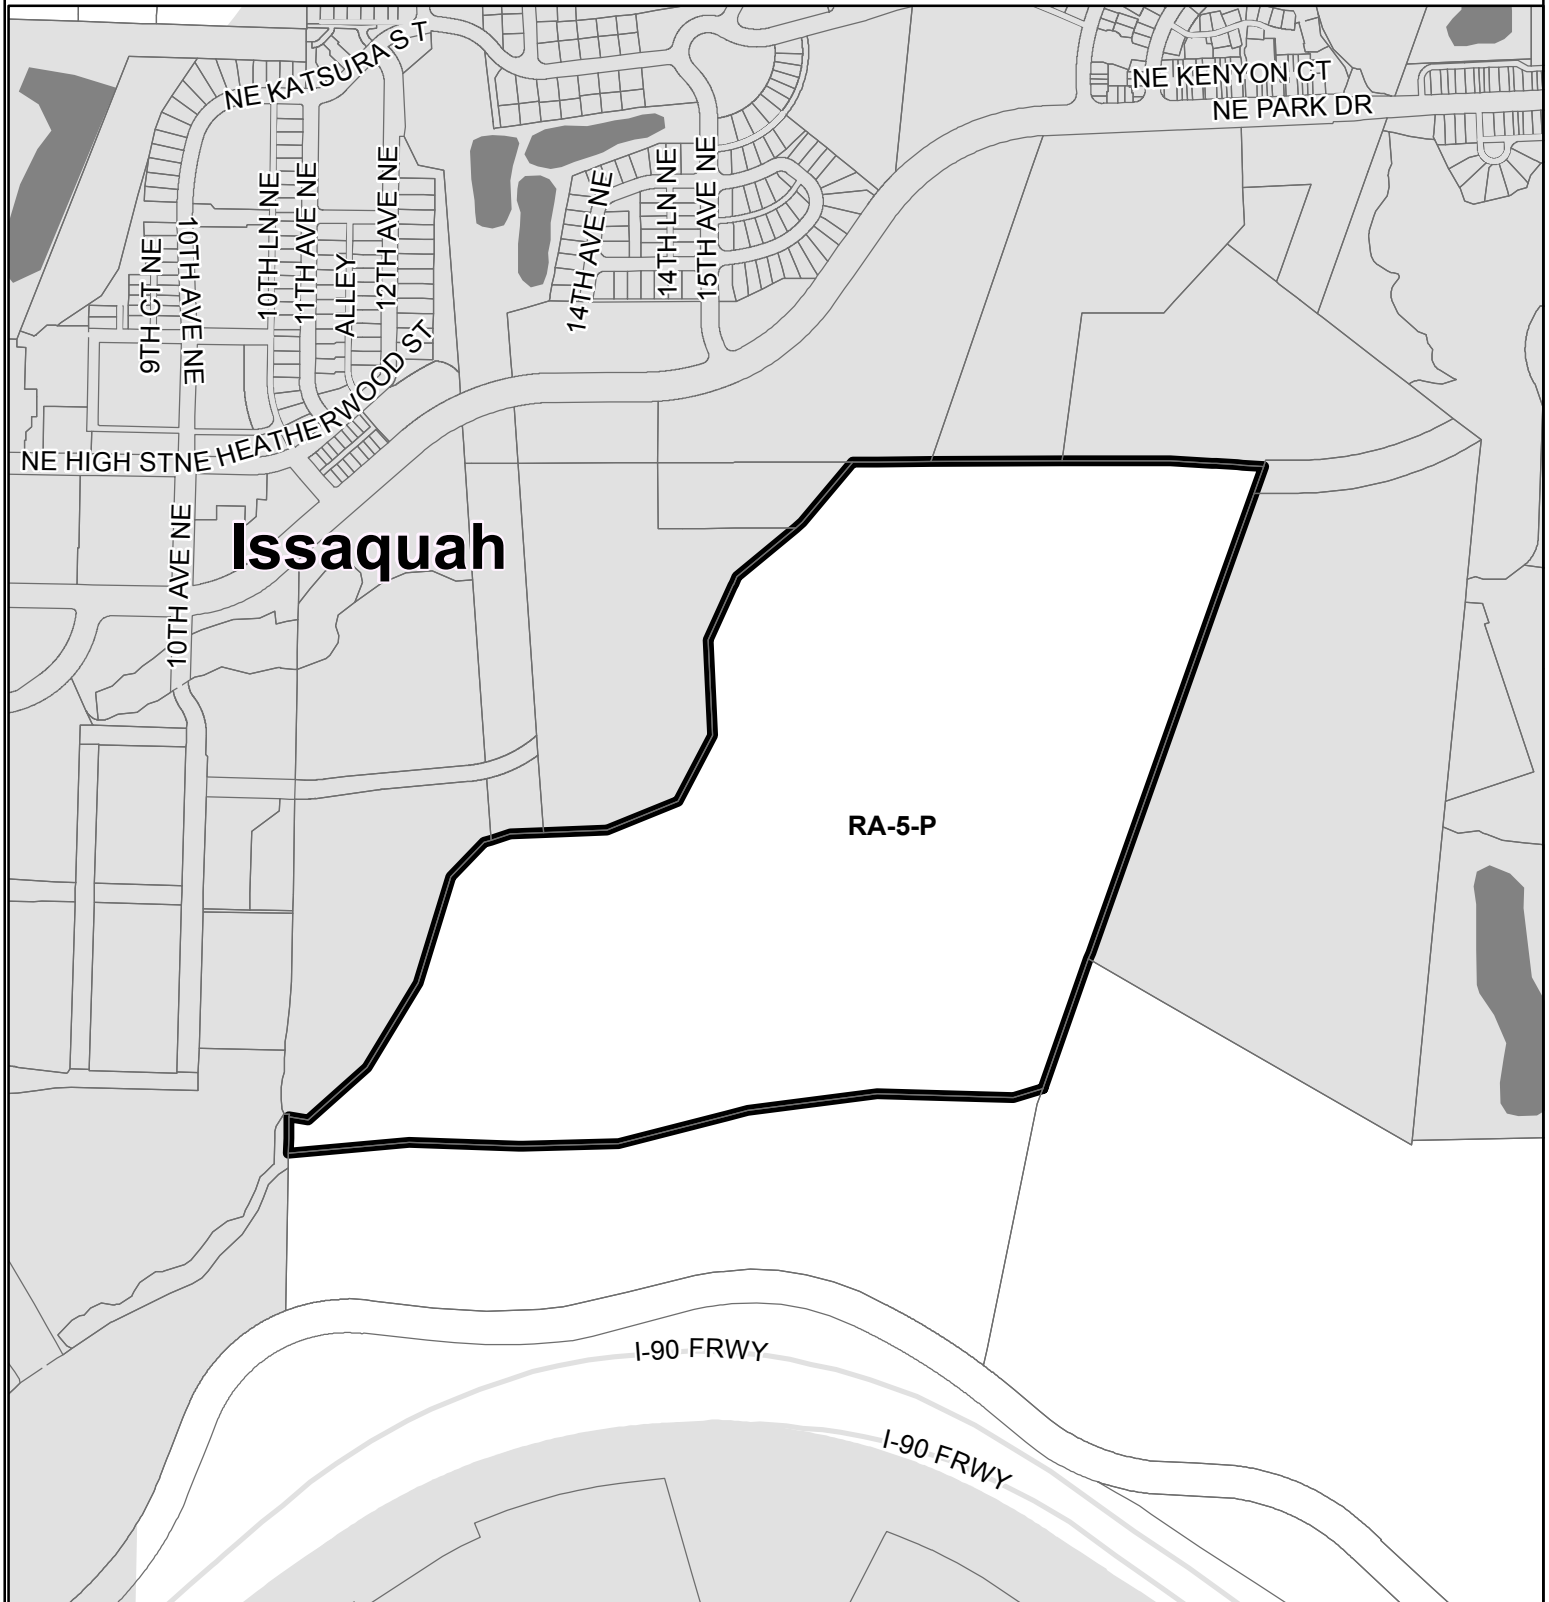 NE KATSURA ST
NE KENYON CT
NE PARK DR
9TH CT NE
10TH AVE NE
10TH LN NE
11TH AVE NE
ALLEY
12TH AVE NE
14TH AVE NE
14TH LN NE
15TH AVE NE
NE HIGH ST
NE HEATHERWOOD ST
Issaquah
10TH AVE NE
RA-5-P
I-90 FRWY
I-90 FRWY